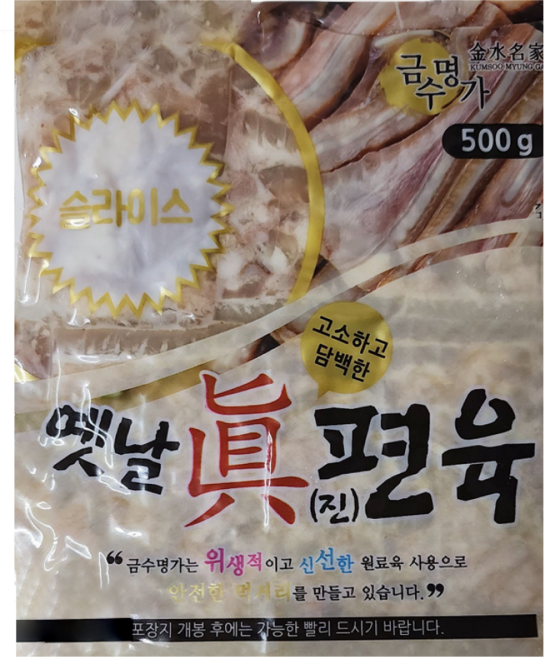 금수명가
金水名家
KUMSOO MYUNG GA
500 g
슬라이스
고소하고
담백한
옛날 眞 (진) 편육
❝ 금수명가는 위생적이고 신선한 원료육 사용으로
안전한 먹거리를 만들고 있습니다. ❞
포장지 개봉 후에는 가능한 빨리 드시기 바랍니다.